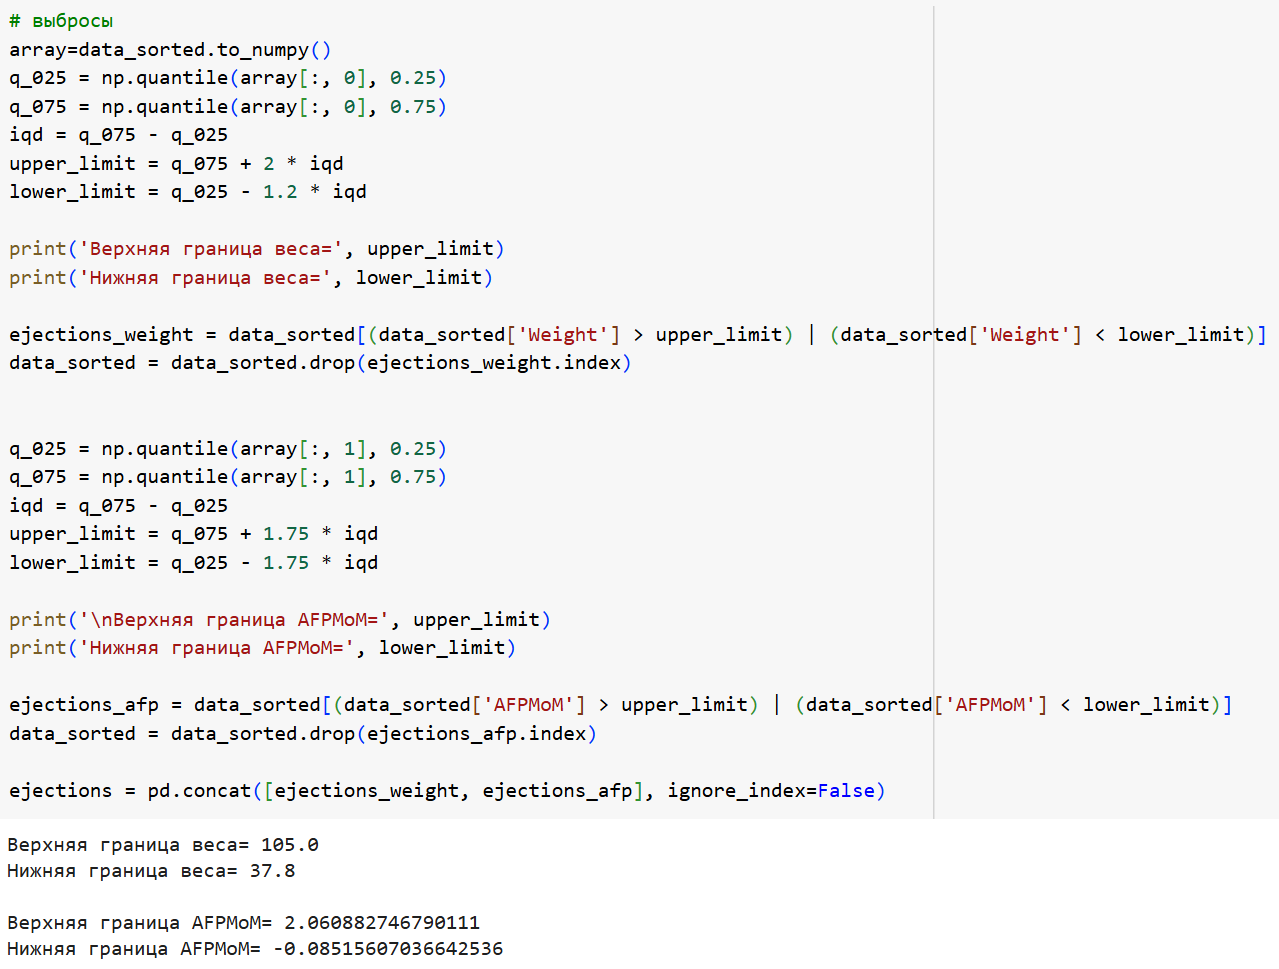 # выбросы
array=data_sorted.to_numpy()
q_025 = np.quantile(array[:, 0], 0.25)
q_075 = np.quantile(array[:, 0], 0.75)
iqd = q_075 - q_025
upper_limit = q_075 + 2 * iqd
lower_limit = q_025 - 1.2 * iqd
print('Верхняя граница веса=', upper_limit)
print('Нижняя граница веса=', lower_limit)
ejections_weight = data_sorted[(data_sorted['Weight'] > upper_limit) | (data_sorted['Weight'] < lower_limit)]
data_sorted = data_sorted.drop(ejections_weight.index)
q_025 = np.quantile(array[:, 1], 0.25)
q_075 = np.quantile(array[:, 1], 0.75)
iqd = q_075 - q_025
upper_limit = q_075 + 1.75 * iqd
lower_limit = q_025 - 1.75 * iqd
print('\nВерхняя граница AFPMoM=', upper_limit)
print('Нижняя граница AFPMoM=', lower_limit)
ejections_afp = data_sorted[(data_sorted['AFPMoM'] > upper_limit) | (data_sorted['AFPMoM'] < lower_limit)]
data_sorted = data_sorted.drop(ejections_afp.index)
ejections = pd.concat([ejections_weight, ejections_afp], ignore_index=False)
Верхняя граница веса= 105.0
Нижняя граница веса= 37.8
Верхняя граница AFPMoM= 2.060882746790111
Нижняя граница AFPMoM= -0.08515607036642536